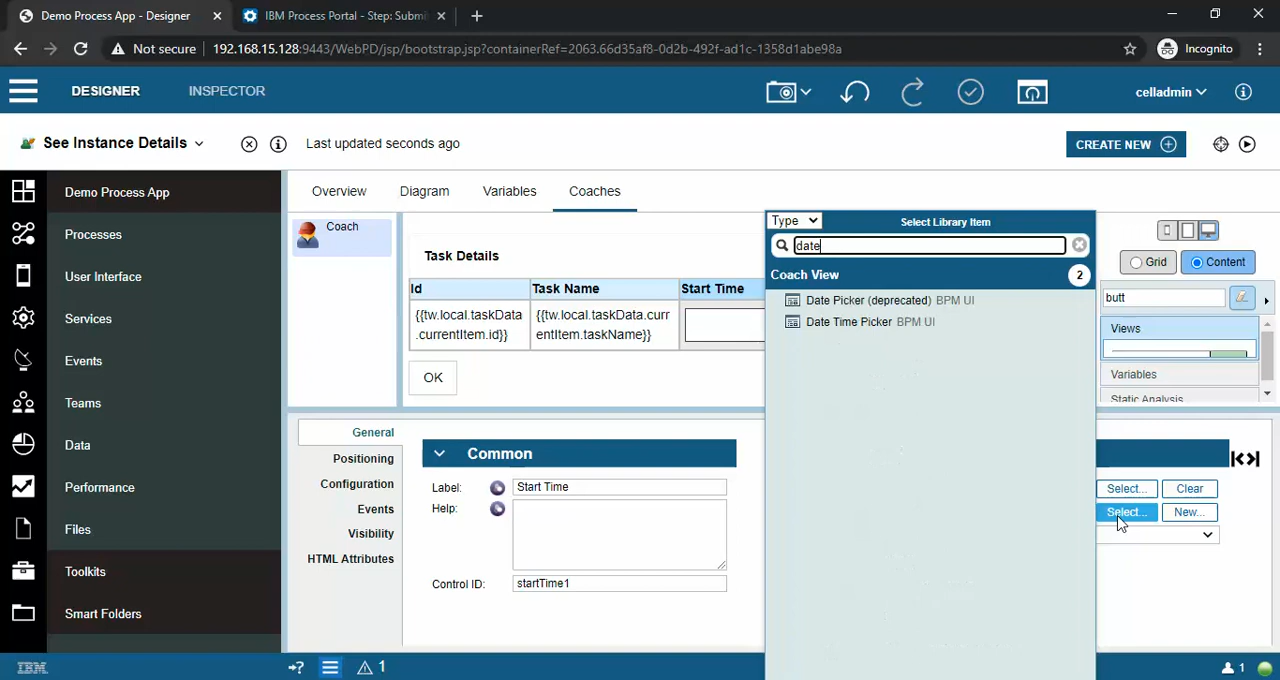 Demo Process App - Designer
IBM Process Portal - Step: Submi
Not secure 192.168.15.128:9443/WebPD/jsp/bootstrap.jsp?containerRef=2063.66d35af8-0d2b-492f-ad1c-1358d1abe98a
Incognito
DESIGNER
INSPECTOR
celladmin
See Instance Details
Last updated seconds ago
CREATE NEW
Demo Process App
Processes
User Interface
Services
Events
Teams
Data
Performance
Files
Toolkits
Smart Folders
Overview
Diagram
Variables
Coaches
Coach
Task Details
Id
Task Name
Start Time
{{tw.local.taskData
.currentItem.id}}
{{tw.local.taskData.curr
entItem.taskName}}
OK
Type
Select Library Item
date
Coach View
2
Date Picker (deprecated) BPM UI
Date Time Picker BPM UI
Grid
Content
butt
Views
Variables
Static Analysis
General
Positioning
Configuration
Events
Visibility
HTML Attributes
Common
Label:
Start Time
Help:
Control ID:
startTime1
Select...
Clear
Select...
New...
IBM
1
1